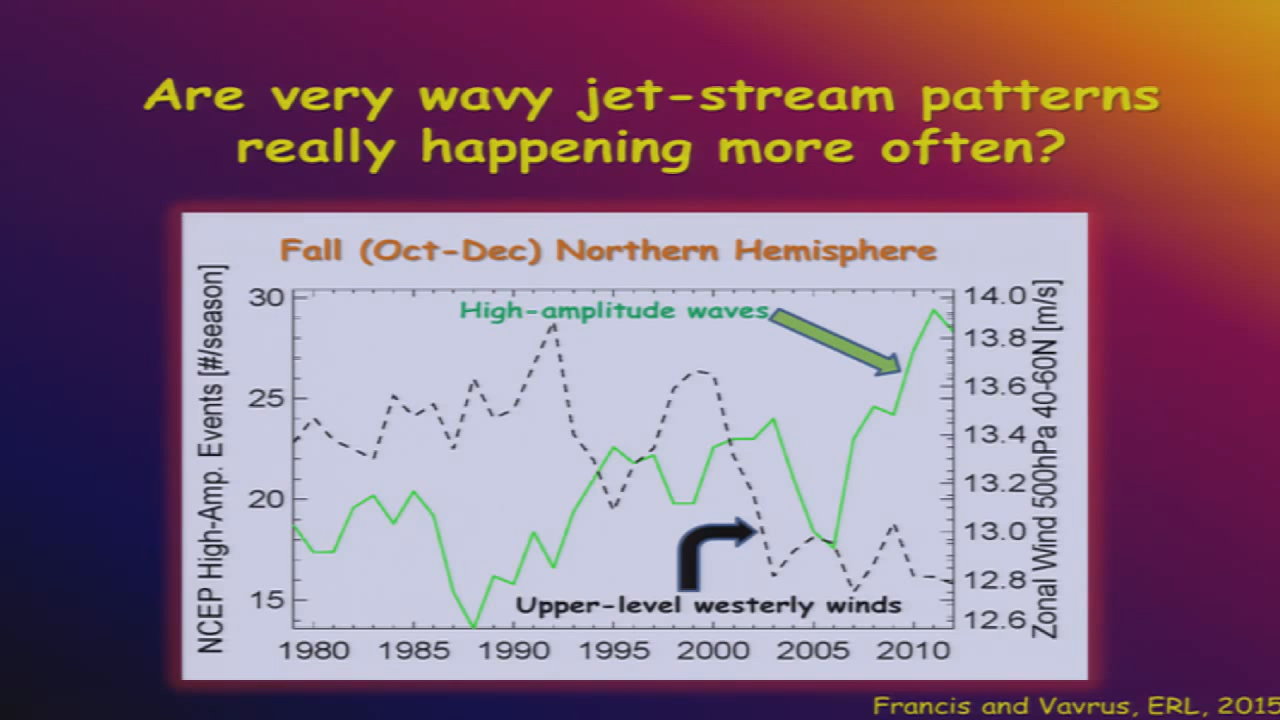 Are very wavy jet-stream patterns
really happening more often?
Fall (Oct-Dec) Northern Hemisphere
NCEP High-Amp. Events [#/season]
30
25
20
15
High-amplitude waves
Upper-level westerly winds
14.0
13.8
13.6
13.4
13.2
13.0
12.8
12.6
Zonal Wind 500hPa 40-60N [m/s]
1980 1985 1990 1995 2000 2005 2010
Francis and Vavrus, ERL, 2015